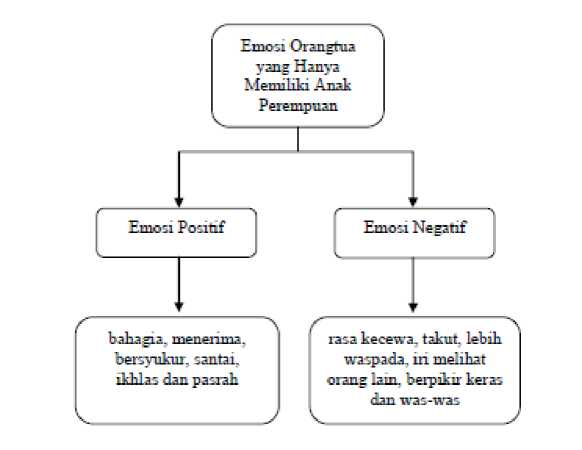 Emosi Orangtua
yang Hanya
Memiliki Anak
Perempuan
Emosi Positif
Emosi Negatif
bahagia, menerima,
bersyukur, santai,
ikhlas dan pasrah
rasa kecewa, takut, lebih
waspada, iri melihat
orang lain, berpikir keras
dan was-was